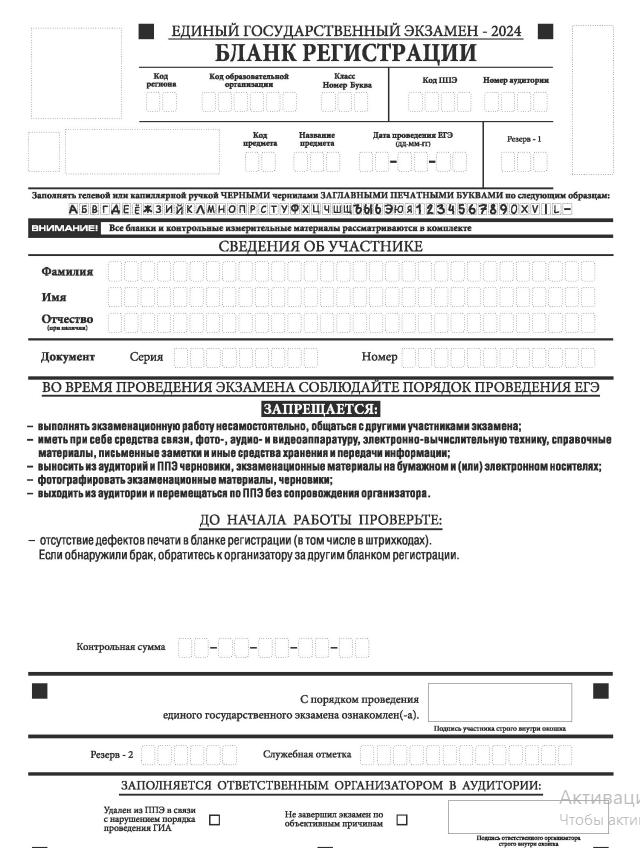 ЕДИНЫЙ ГОСУДАРСТВЕННЫЙ ЭКЗАМЕН - 2024
БЛАНК РЕГИСТРАЦИИ
Код региона
Код образовательной организации
Класс Номер Буква
Код ППЭ
Номер аудитории
Код предмета
Название предмета
Дата проведения ЕГЭ (ДД-ММ-ГГ)
Резерв - 1
Заполнять гелевой или капиллярной ручкой ЧЕРНЫМИ чернилами ЗАГЛАВНЫМИ ПЕЧАТНЫМИ БУКВАМИ по следующим образцам:
АБВГДЕЁЖЗИЙКЛМНОПРСТУФХЦЧШЩЪЫЬЭЮЯ1234567890XVIL-
ВНИМАНИЕ! Все бланки и контрольные измерительные материалы рассматриваются в комплекте
СВЕДЕНИЯ ОБ УЧАСТНИКЕ
Фамилия
Имя
Отчество
(при наличии)
Документ Серия Номер
ВО ВРЕМЯ ПРОВЕДЕНИЯ ЭКЗАМЕНА СОБЛЮДАЙТЕ ПОРЯДОК ПРОВЕДЕНИЯ ЕГЭ
ЗАПРЕЩАЕТСЯ:
– выполнять экзаменационную работу несамостоятельно, общаться с другими участниками экзамена;
– иметь при себе средства связи, фото-, аудио- и видеоаппаратуру, электронно-вычислительную технику, справочные
материалы, письменные заметки и иные средства хранения и передачи информации;
– выносить из аудиторий и ППЭ черновики, экзаменационные материалы на бумажном и (или) электронном носителях;
– фотографировать экзаменационные материалы, черновики;
– выходить из аудитории и перемещаться по ППЭ без сопровождения организатора.
ДО НАЧАЛА РАБОТЫ ПРОВЕРЬТЕ:
– отсутствие дефектов печати в бланке регистрации (в том числе в штрихкодах).
Если обнаружили брак, обратитесь к организатору за другим бланком регистрации.
Контрольная сумма
С порядком проведения
единого государственного экзамена ознакомлен(-а).
Подпись участника строго внутри окошка
Резерв - 2 Служебная отметка
ЗАПОЛНЯЕТСЯ ОТВЕТСТВЕННЫМ ОРГАНИЗАТОРОМ В АУДИТОРИИ:
Удален из ППЭ в связи
с нарушением порядка
проведения ГИА
Не завершил экзамен по
объективным причинам
Активаци
Чтобы акти
Подпись ответственного организатора
строго внутри окошка